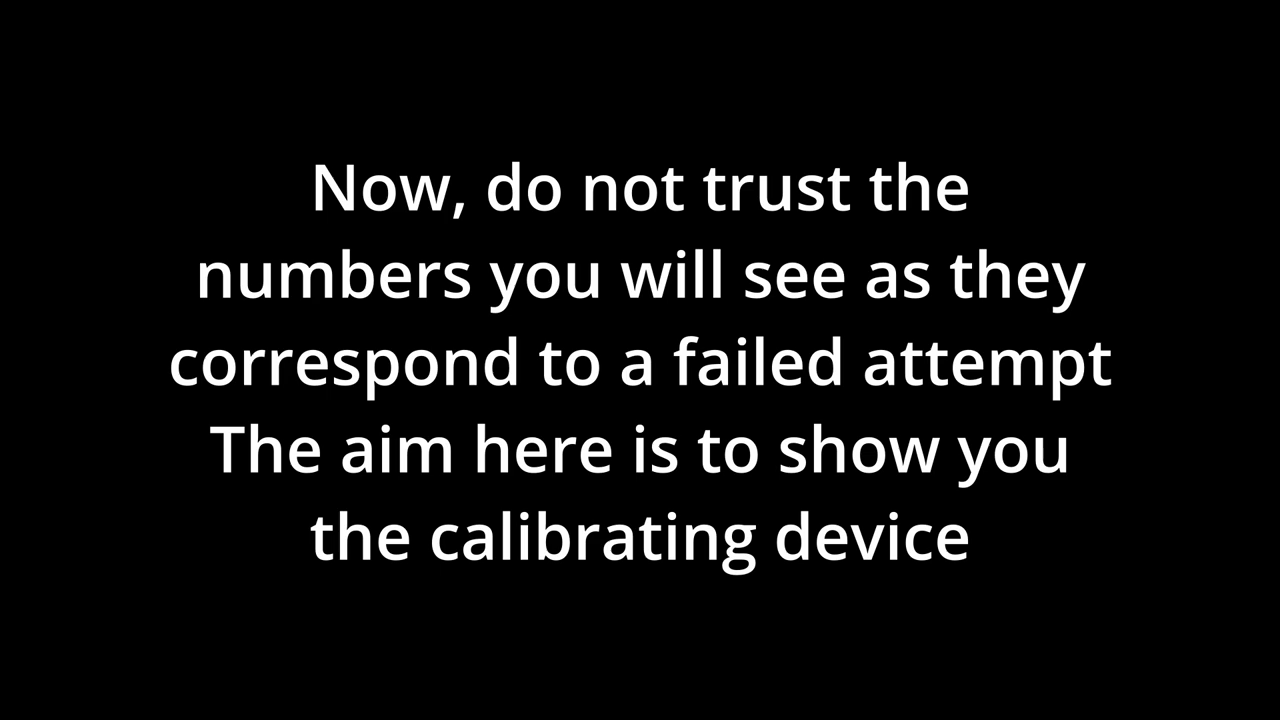 Now, do not trust the
numbers you will see as they
correspond to a failed attempt
The aim here is to show you
the calibrating device